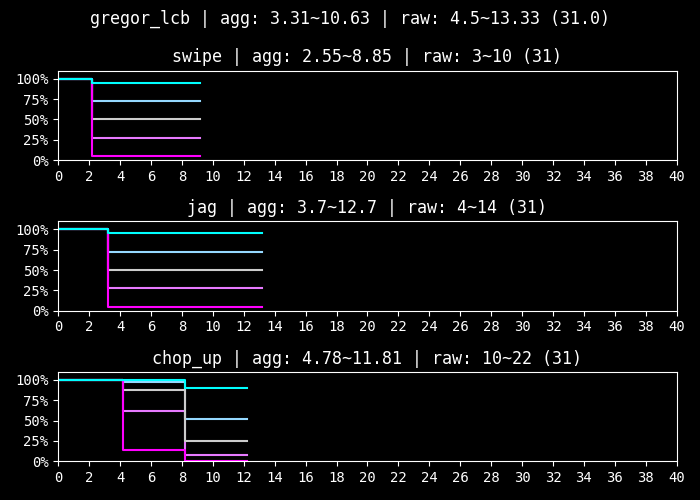 gregor_lcb | agg: 3.31~10.63 | raw: 4.5~13.33 (31.0)
swipe | agg: 2.55~8.85 | raw: 3~10 (31)
100%
75%
50%
25%
0%
0 2 4 6 8 10 12 14 16 18 20 22 24 26 28 30 32 34 36 38 40
jag | agg: 3.7~12.7 | raw: 4~14 (31)
100%
75%
50%
25%
0%
0 2 4 6 8 10 12 14 16 18 20 22 24 26 28 30 32 34 36 38 40
chop_up | agg: 4.78~11.81 | raw: 10~22 (31)
100%
75%
50%
25%
0%
0 2 4 6 8 10 12 14 16 18 20 22 24 26 28 30 32 34 36 38 40